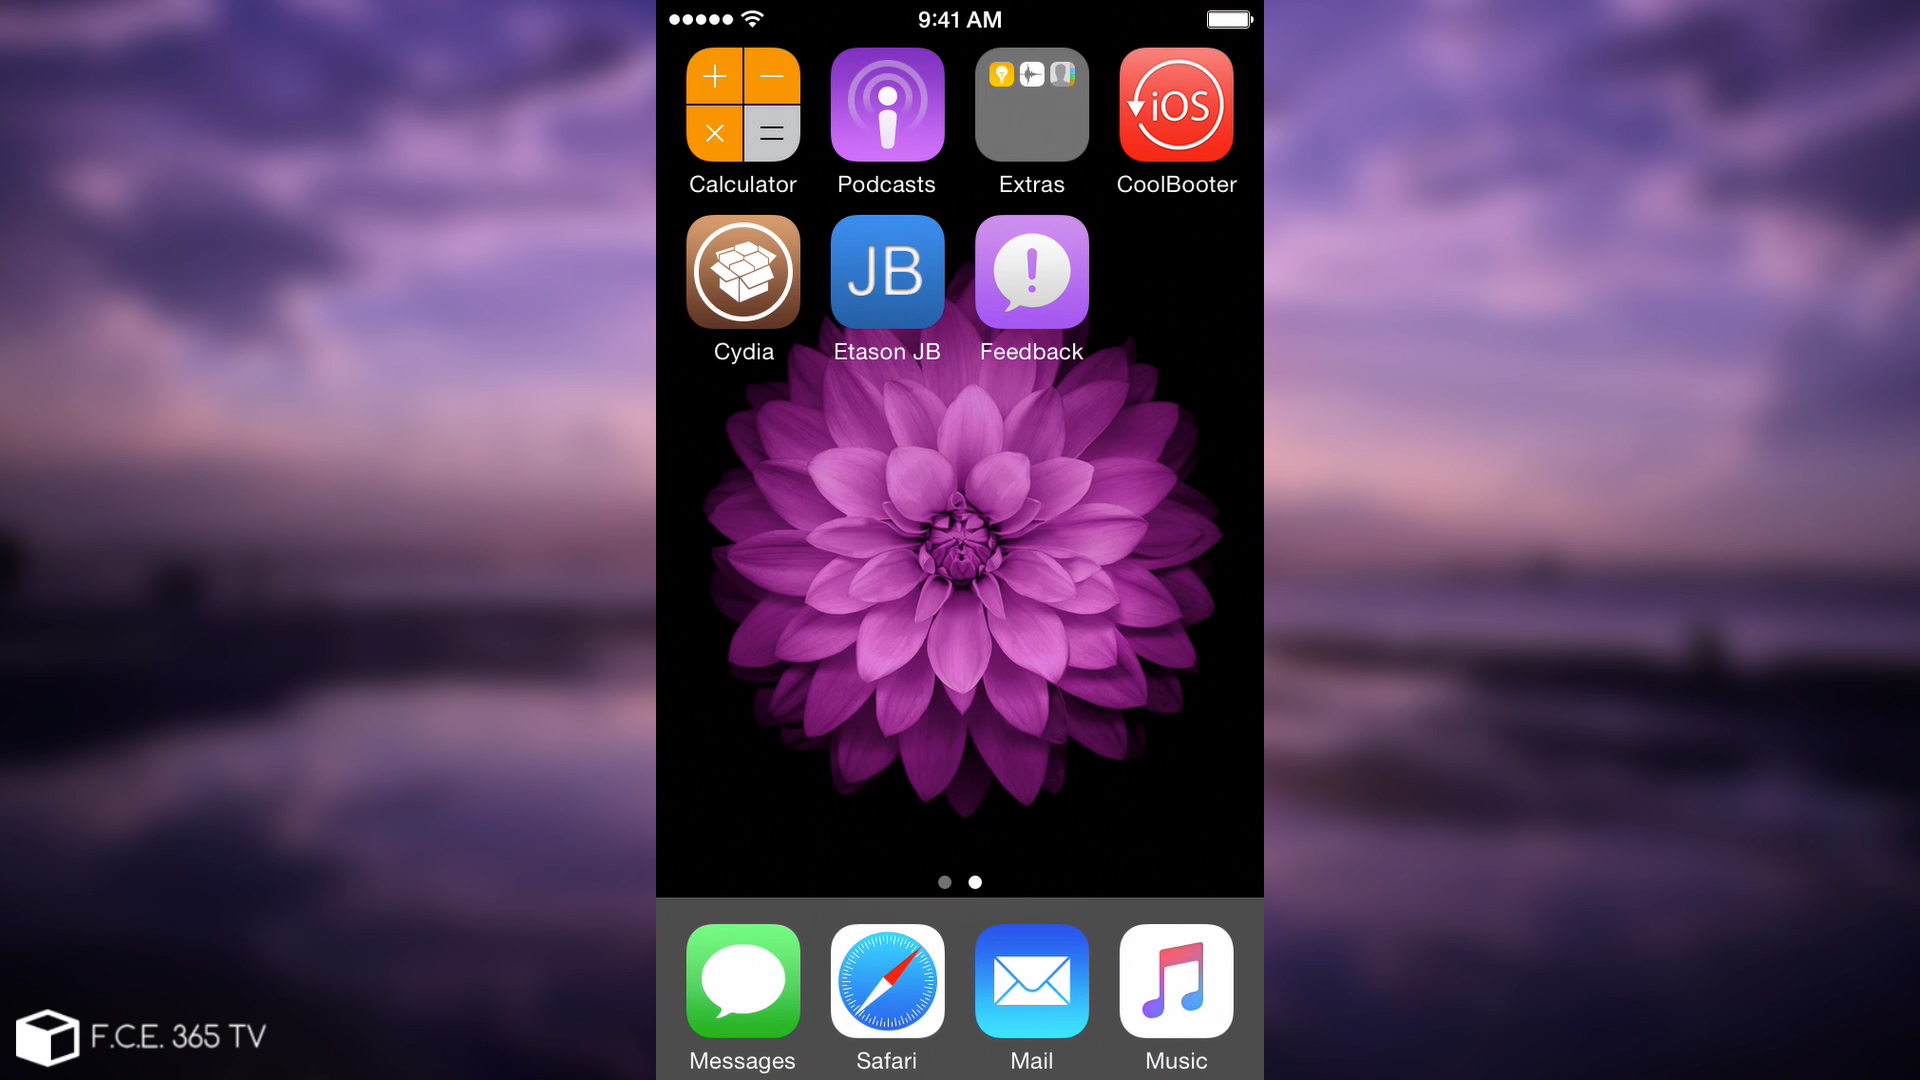 9:41 AM
iOS
Calculator
Podcasts
Extras
CoolBooter
JB
Cydia
Etason JB
Feedback
Messages
Safari
Mail
Music
F.C.E. 365 TV